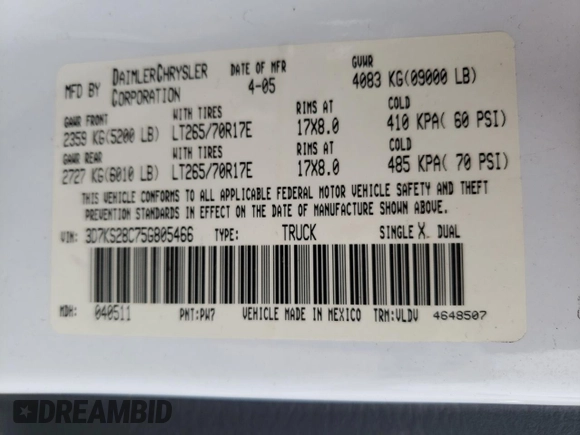 MFD BY DAIMLERCHRYSLER CORPORATION DATE OF MFR 4-05 GVWR 4083 KG(09000 LB)
GAWR FRONT WITH TIRES RIMS AT COLD
2359 KG(5200 LB) LT265/70R17E 17X8.0 410 KPA( 60 PSI)
GAWR REAR WITH TIRES RIMS AT COLD
2727 KG(6010 LB) LT265/70R17E 17X8.0 485 KPA( 70 PSI)
THIS VEHICLE CONFORMS TO ALL APPLICABLE FEDERAL MOTOR VEHICLE SAFETY AND THEFT
PREVENTION STANDARDS IN EFFECT ON THE DATE OF MANUFACTURE SHOWN ABOVE.
VIN: 3D7KS28C75G805466 TYPE: TRUCK SINGLE X DUAL
MDH: 040511 PNT:PW7 VEHICLE MADE IN MEXICO TRM:VLDV 4648507
DREAMBID